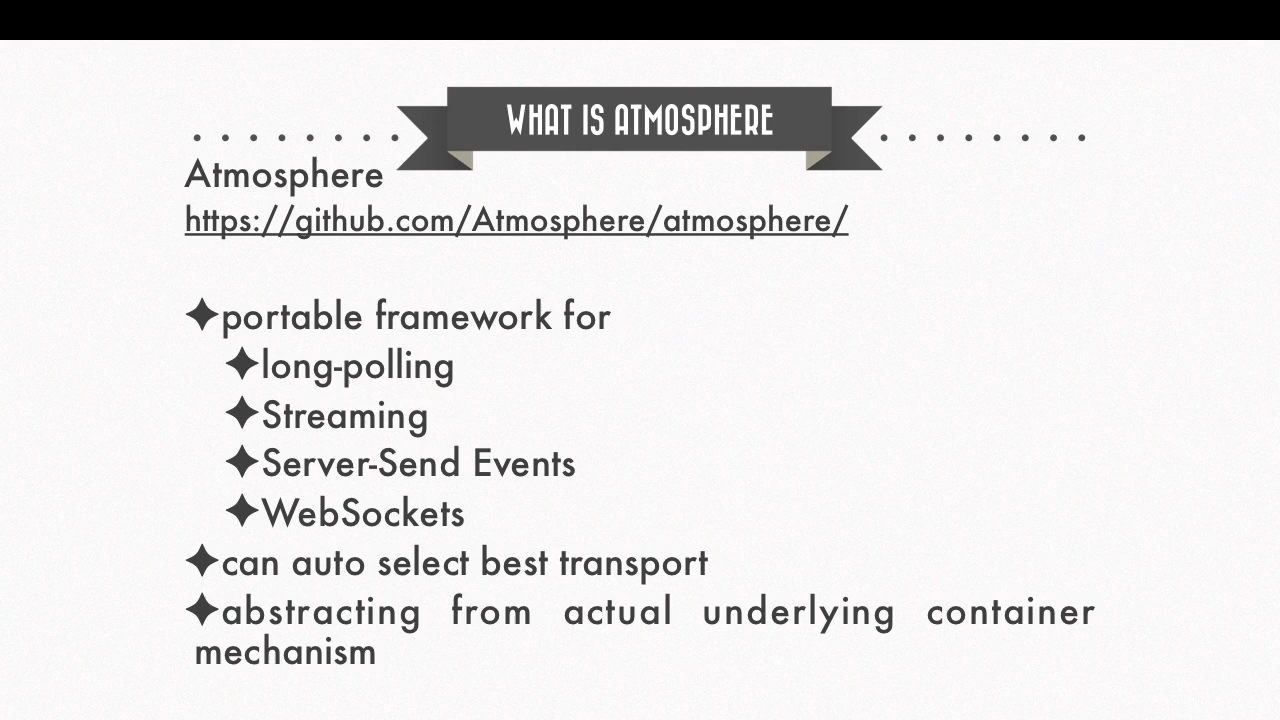 WHAT IS ATMOSPHERE
Atmosphere
https://github.com/Atmosphere/atmosphere/
✦portable framework for
✦long-polling
✦Streaming
✦Server-Send Events
✦WebSockets
✦can auto select best transport
✦abstracting from actual underlying container
mechanism